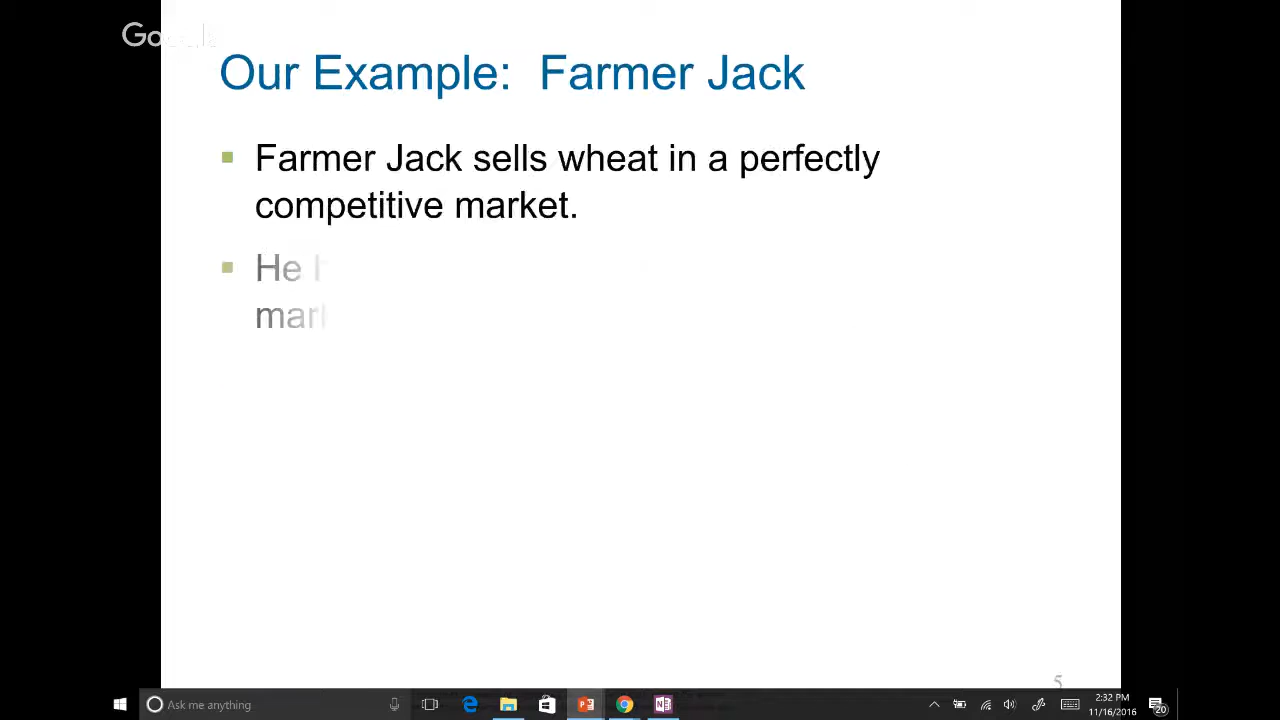 Our Example: Farmer Jack
Farmer Jack sells wheat in a perfectly
competitive market.
He
5
Ask me anything
2:32 PM
11/16/2016
20